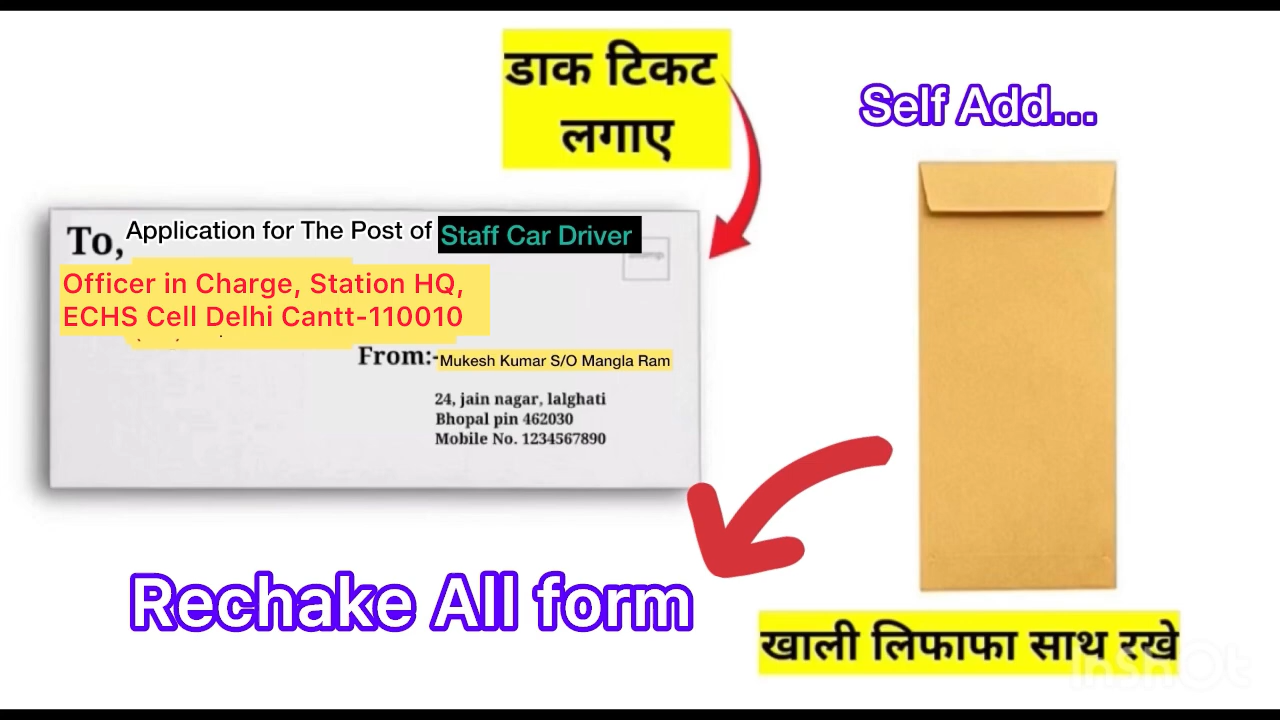 डाक टिकट
लगाए
Self Add...
To, Application for The Post of Staff Car Driver
Officer in Charge, Station HQ,
ECHS Cell Delhi Cantt-110010
From:- Mukesh Kumar S/O Mangla Ram
24, jain nagar, lalghati
Bhopal pin 462030
Mobile No. 1234567890
Rechake All form
खाली लिफाफा साथ रखे
InShOt